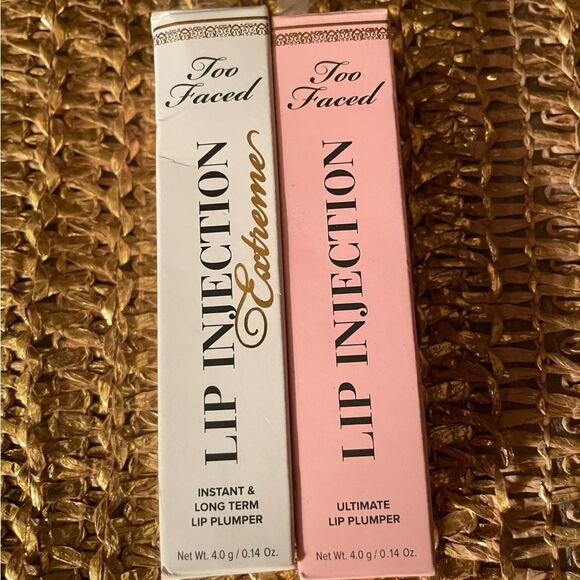 Too
Faced
LIP INJECTION
Extreme
INSTANT &
LONG TERM
LIP PLUMPER
Net Wt. 4.0 g / 0.14 Oz.
Too
Faced
LIP INJECTION
ULTIMATE
LIP PLUMPER
Net Wt. 4.0 g / 0.14 Oz.